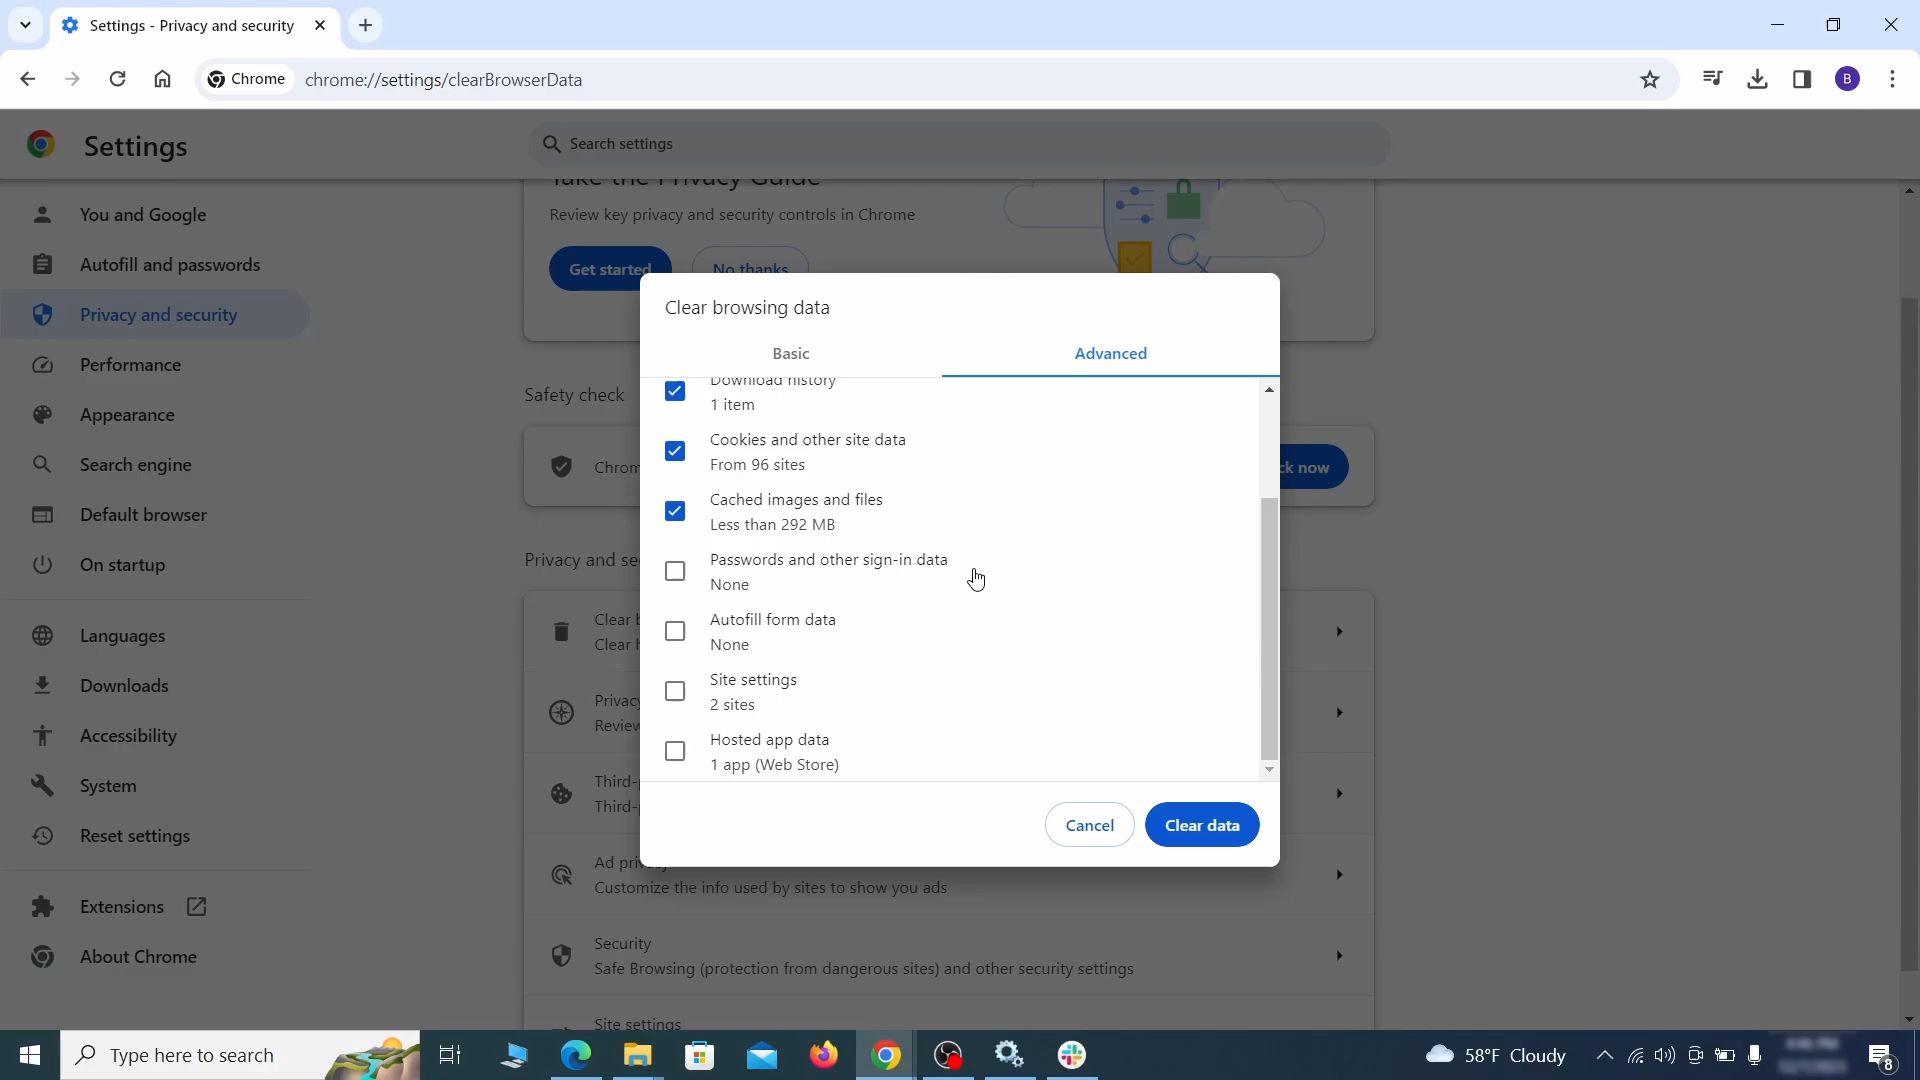 Settings - Privacy and security
Chrome
chrome://settings/clearBrowserData
B
Settings
Search settings
You and Google
Autofill and passwords
Privacy and security
Performance
Appearance
Search engine
Default browser
On startup
Languages
Downloads
Accessibility
System
Reset settings
Extensions
About Chrome
Take the Privacy Guide
Review key privacy and security controls in Chrome
Get started
No thanks
Safety check
Chrom
ck now
Privacy and se
Clear b
Clear h
Privacy
Review
Third-p
Third-p
Ad priva
Customize the info used by sites to show you ads
Security
Safe Browsing (protection from dangerous sites) and other security settings
Site settings
Clear browsing data
Basic
Advanced
Download history
1 item
Cookies and other site data
From 96 sites
Cached images and files
Less than 292 MB
Passwords and other sign-in data
None
Autofill form data
None
Site settings
2 sites
Hosted app data
1 app (Web Store)
Cancel
Clear data
Type here to search
58°F Cloudy
8